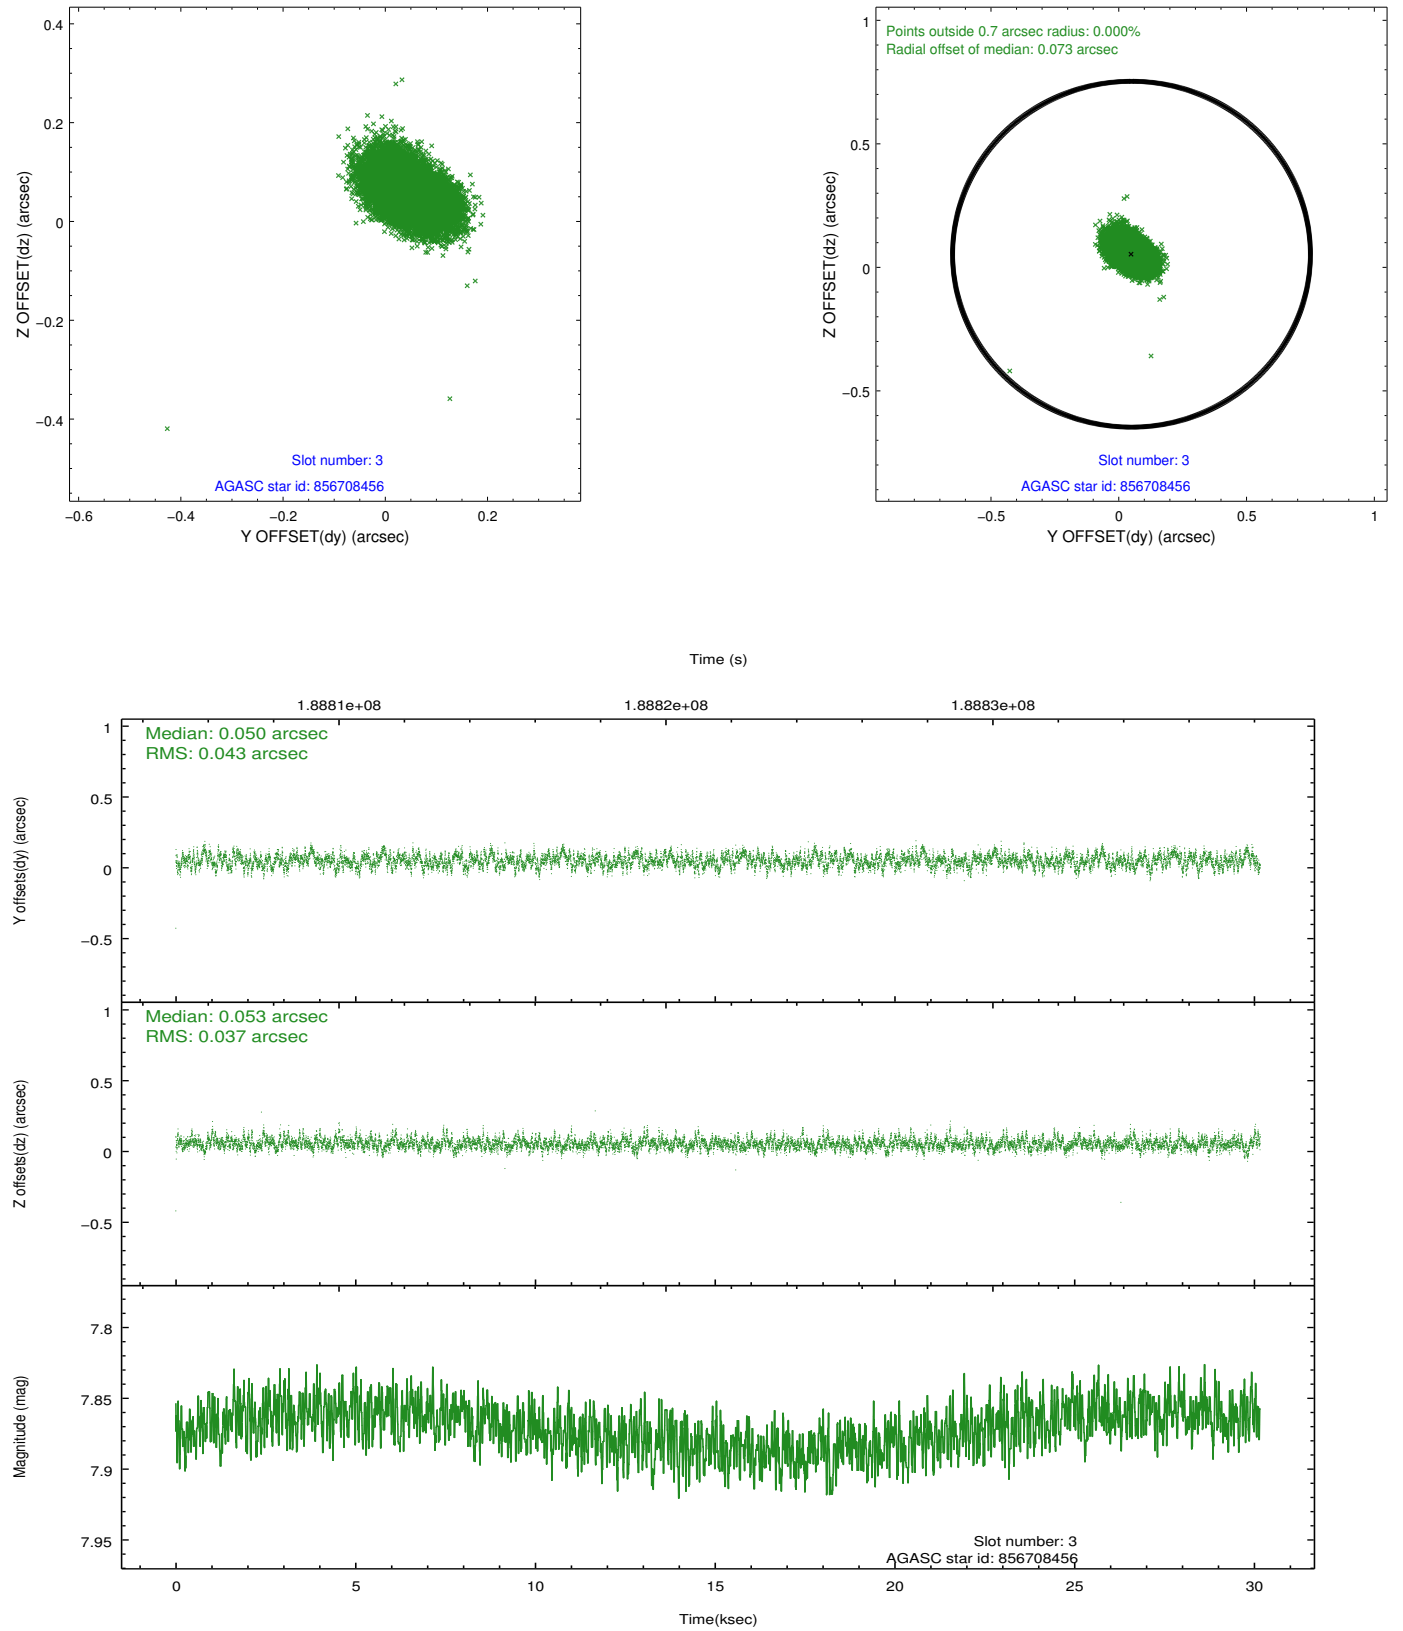 0.4
0.2
0
−0.2
−0.4
−0.6
−0.4
−0.2
0
0.2
Z OFFSET(dz) (arcsec)
Y OFFSET(dy) (arcsec)
Slot number: 3
AGASC star id: 856708456
Points outside 0.7 arcsec radius: 0.000%
Radial offset of median: 0.073 arcsec
1
0.5
0
−0.5
−0.5
0
0.5
1
Z OFFSET(dz) (arcsec)
Y OFFSET(dy) (arcsec)
Slot number: 3
AGASC star id: 856708456
Time (s)
1.8881e+08
1.8882e+08
1.8883e+08
Median: 0.050 arcsec
RMS: 0.043 arcsec
1
0.5
0
−0.5
Y offsets(dy) (arcsec)
Median: 0.053 arcsec
RMS: 0.037 arcsec
1
0.5
0
−0.5
Z offsets(dz) (arcsec)
7.8
7.85
7.9
7.95
Magnitude (mag)
Slot number: 3
AGASC star id: 856708456
0
5
10
15
20
25
30
Time(ksec)